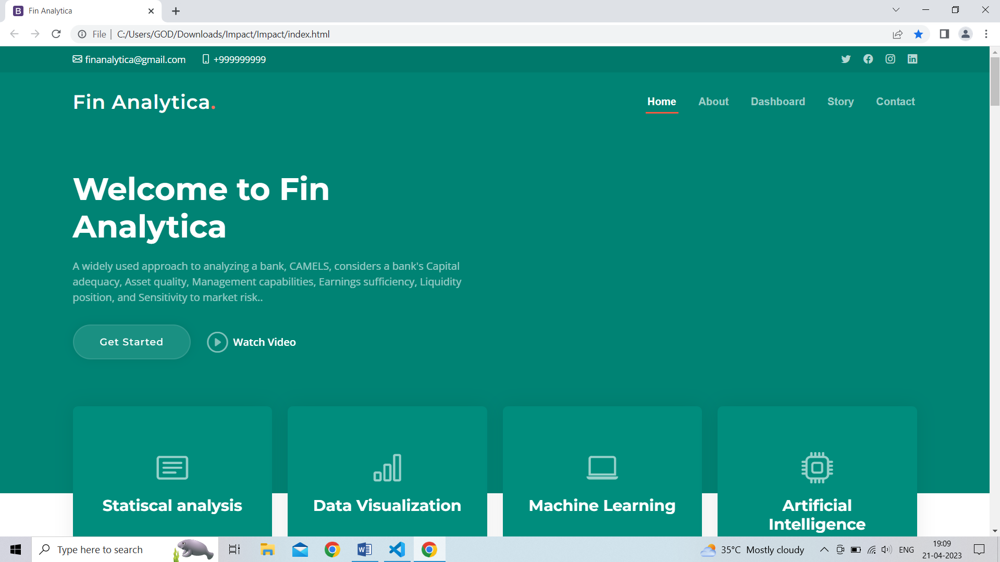 Fin Analytica
File | C:/Users/GOD/Downloads/Impact/Impact/index.html
finanalytica@gmail.com +999999999
Fin Analytica.
Home About Dashboard Story Contact
Welcome to Fin
Analytica
A widely used approach to analyzing a bank, CAMELS, considers a bank's Capital
adequacy, Asset quality, Management capabilities, Earnings sufficiency, Liquidity
position, and Sensitivity to market risk..
Get Started Watch Video
Statiscal analysis
Data Visualization
Machine Learning
Artificial
Intelligence
Type here to search
35°C Mostly cloudy
ENG
19:09
21-04-2023